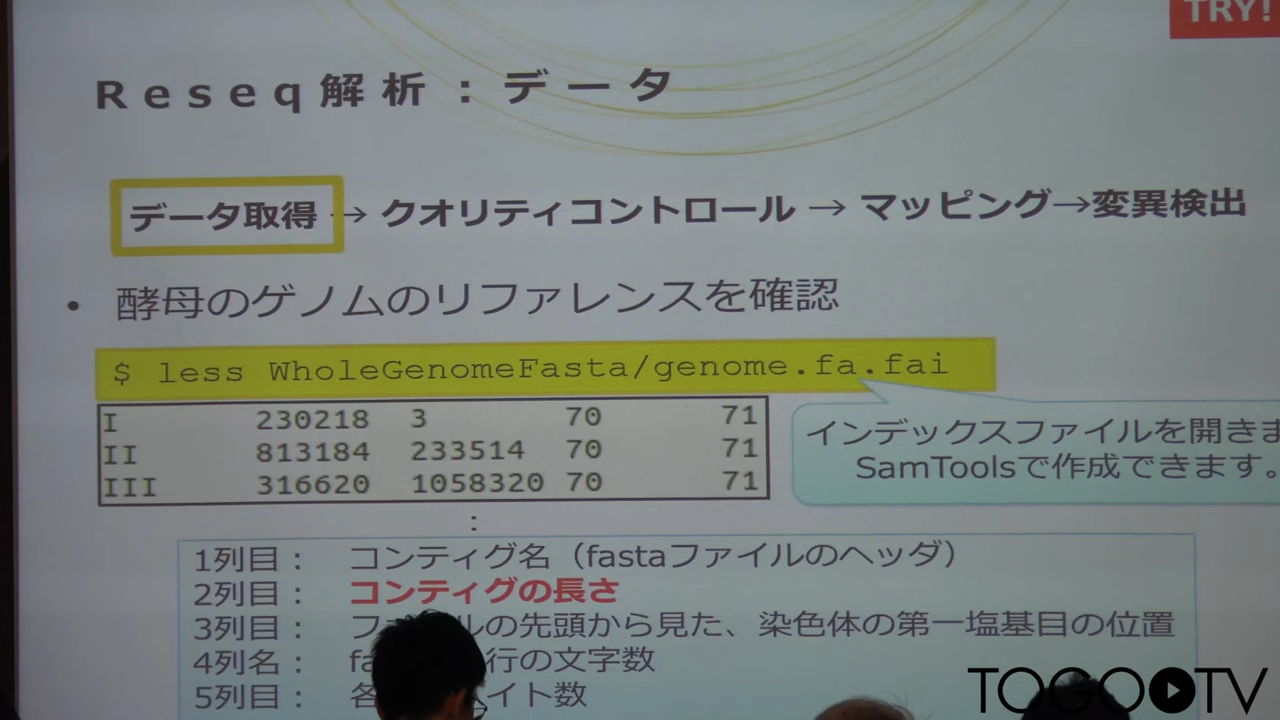 TRY!
Reseq解析：データ
データ取得 → クオリティコントロール → マッピング→変異検出
• 酵母のゲノムのリファレンスを確認
$ less WholeGenomeFasta/genome.fa.fai
I 230218 3 70 71
II 813184 233514 70 71
III 316620 1058320 70 71
インデックスファイルを開きま
SamToolsで作成できます。
:
1列目： コンティグ名（fastaファイルのヘッダ）
2列目： コンティグの長さ
3列目： の先頭から見た、染色体の第一塩基目の位置
4列名： 行の文字数
5列目： 各 イト数
TOGOTV